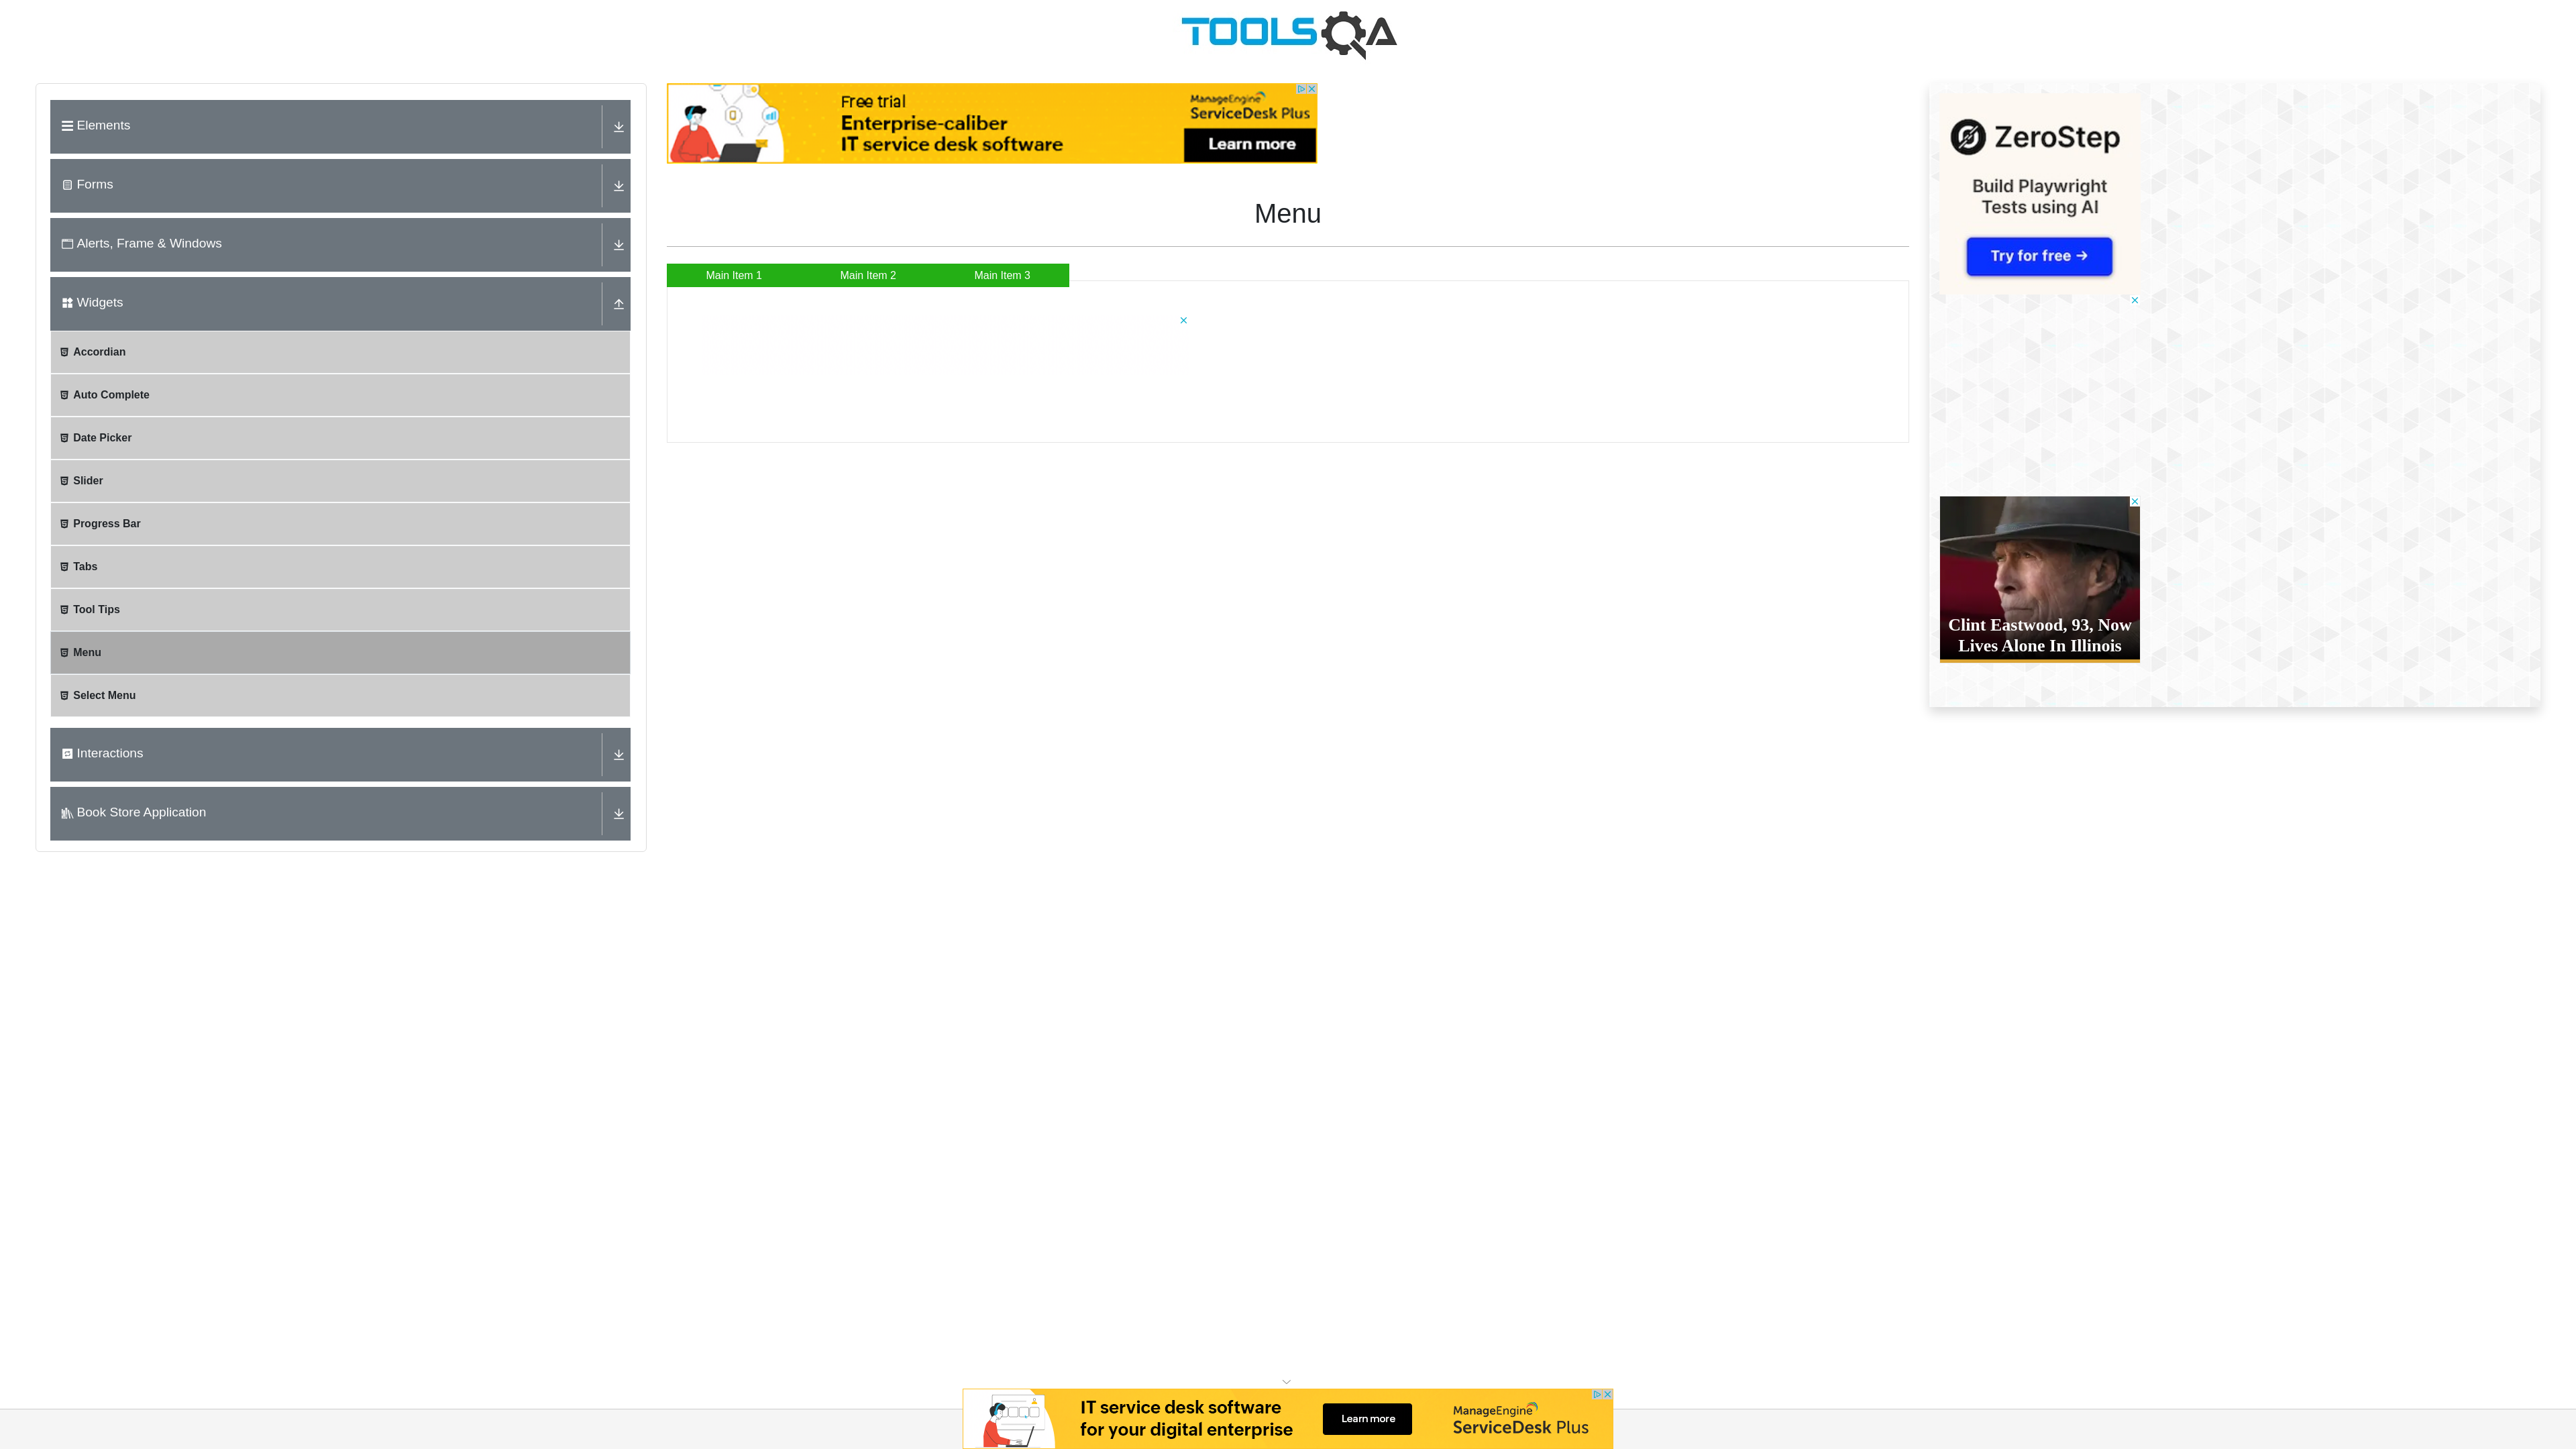 TOOLSQA
Elements
Forms
Alerts, Frame & Windows
Widgets
Accordian
Auto Complete
Date Picker
Slider
Progress Bar
Tabs
Tool Tips
Menu
Select Menu
Interactions
Book Store Application
Free trial
Enterprise-caliber
IT service desk software
ManageEngine
ServiceDesk Plus
Learn more
Menu
Main Item 1
Main Item 2
Main Item 3
ZeroStep
Build Playwright
Tests using AI
Try for free →
Clint Eastwood, 93, Now
Lives Alone In Illinois
IT service desk software
for your digital enterprise
Learn more
ManageEngine
ServiceDesk Plus